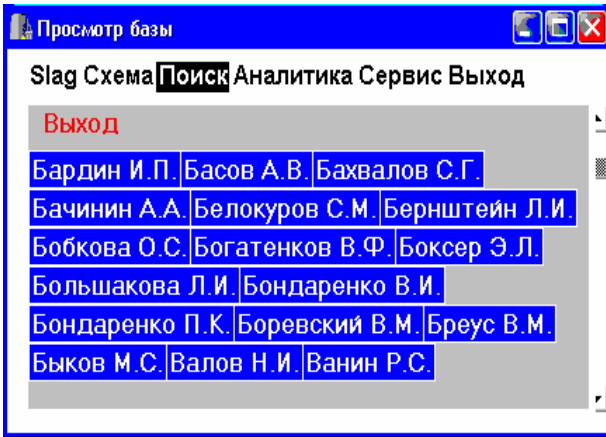 Просмотр базы
Slag Схема Поиск Аналитика Сервис Выход
Выход
Бардин И.П. Басов А.В. Бахвалов С.Г.
Бачинин А.А. Белокуров С.М. Бернштейн Л.И.
Бобкова О.С. Богатенков В.Ф. Боксер Э.Л.
Большакова Л.И. Бондаренко В.И.
Бондаренко П.К. Боревский В.М. Бреус В.М.
Быков М.С. Валов Н.И. Ванин Р.С.